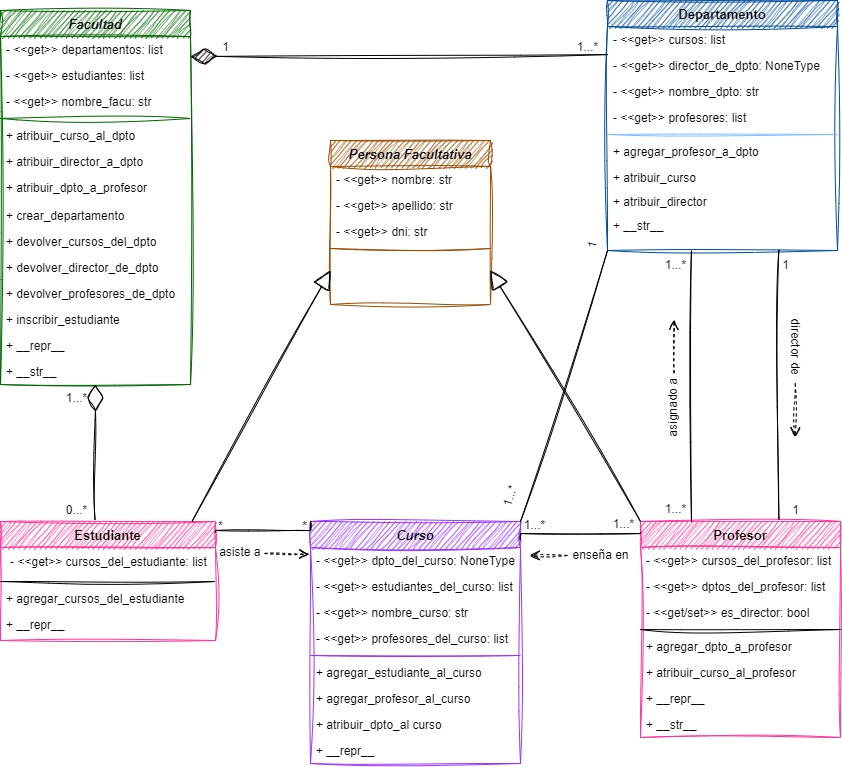 Facultad
- <<get>> departamentos: list
- <<get>> estudiantes: list
- <<get>> nombre_facu: str
+ atribuir_curso_al_dpto
+ atribuir_director_a_dpto
+ atribuir_dpto_a_profesor
+ crear_departamento
+ devolver_cursos_del_dpto
+ devolver_director_de_dpto
+ devolver_profesores_de_dpto
+ inscribir_estudiante
+ __repr__
+ __str__
1
1...*
Departamento
- <<get>> cursos: list
- <<get>> director_de_dpto: NoneType
- <<get>> nombre_dpto: str
- <<get>> profesores: list
+ agregar_profesor_a_dpto
+ atribuir_curso
+ atribuir_director
+ __str__
Persona Facultativa
- <<get>> nombre: str
- <<get>> apellido: str
- <<get>> dni: str
1
1...*
1
director de
asignado a
1...*
0...*
1...*
1...*
1
Estudiante
- <<get>> cursos_del_estudiante: list
+ agregar_cursos_del_estudiante
+ __repr__
*
*
asiste a
Curso
- <<get>> dpto_del_curso: NoneType
- <<get>> estudiantes_del_curso: list
- <<get>> nombre_curso: str
- <<get>> profesores_del_curso: list
+ agregar_estudiante_al_curso
+ agregar_profesor_al_curso
+ atribuir_dpto_al curso
+ __repr__
1...*
1...*
enseña en
Profesor
- <<get>> cursos_del_profesor: list
- <<get>> dptos_del_profesor: list
- <<get/set>> es_director: bool
+ agregar_dpto_a_profesor
+ atribuir_curso_al_profesor
+ __repr__
+ __str__